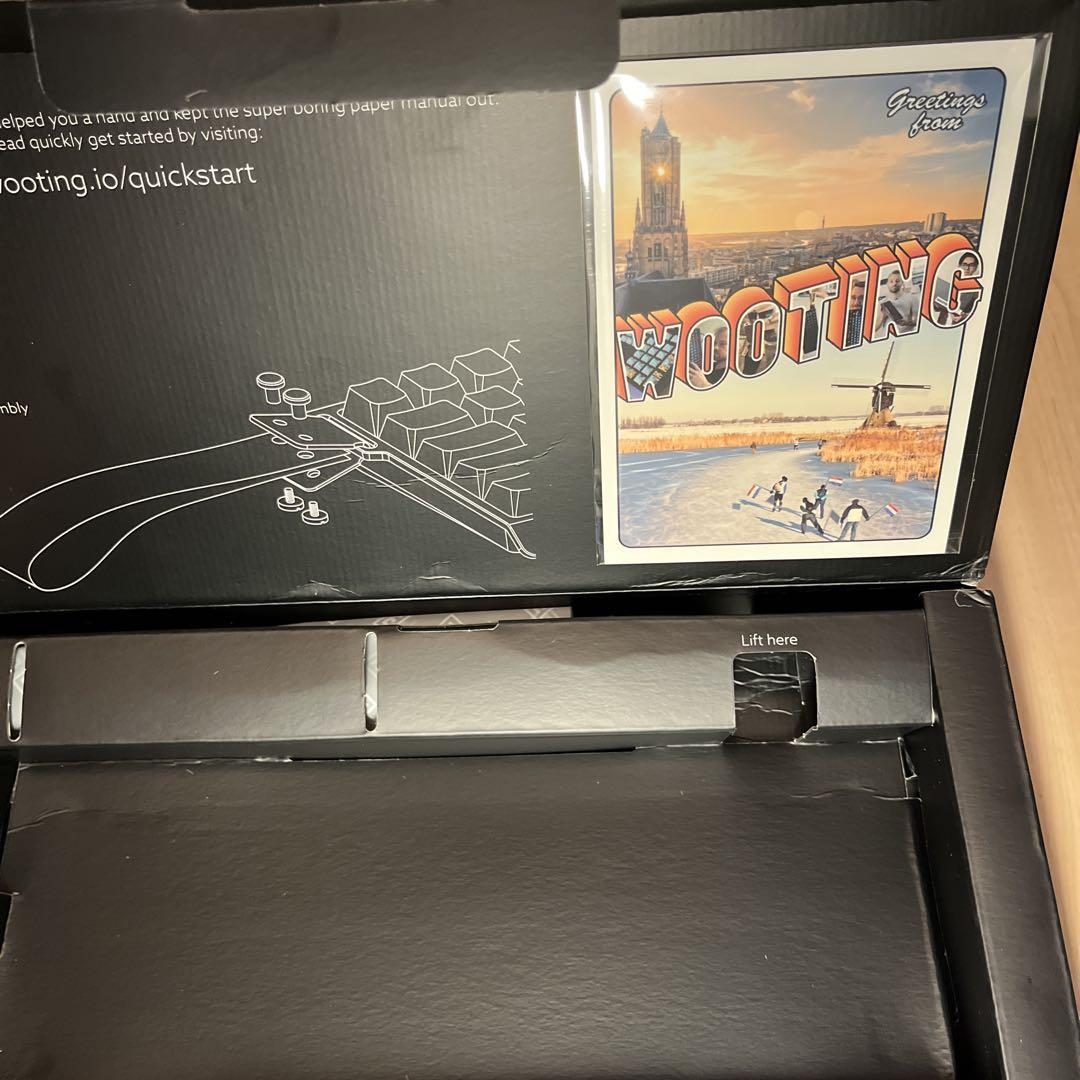 elped you a hand and kept the super boring paper manual out.
ead quickly get started by visiting:
wooting.io/quickstart
mbly
Greetings
from
WOOTING
Lift here